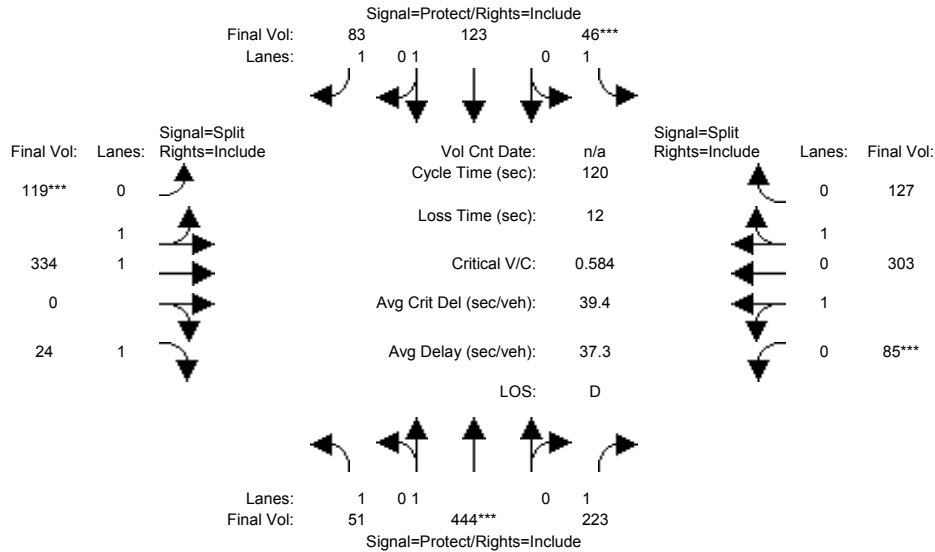 Signal=Protect/Rights=Include
Final Vol: 83 123 46***
Lanes: 1 0 1 0 1
Signal=Split Signal=Split
Final Vol: Lanes: Rights=Include Vol Cnt Date: n/a Rights=Include Lanes: Final Vol:
Cycle Time (sec): 120
119*** 0 0 127
Loss Time (sec): 12
1 1
334 1 Critical V/C: 0.584 0 303
0 Avg Crit Del (sec/veh): 39.4 1
24 1 Avg Delay (sec/veh): 37.3 0 85***
LOS: D
Lanes: 1 0 1 0 1
Final Vol: 51 444*** 223
Signal=Protect/Rights=Include